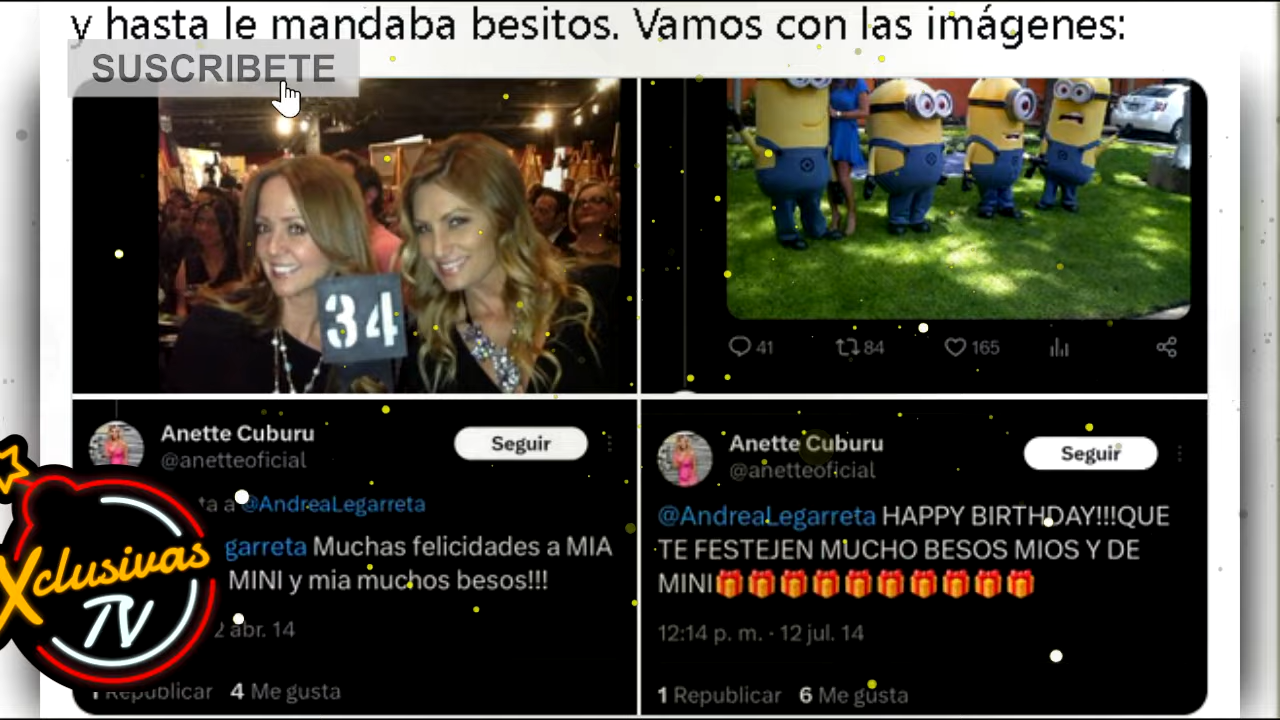 y hasta le mandaba besitos. Vamos con las imágenes:
SUSCRIBETE
34
41 84 165
Anette Cuburu
@anetteoficial
Seguir
ta a @AndreaLegarreta
garreta Muchas felicidades a MIA
MINI y mia muchos besos!!!
2 abr. 14
1 Republicar 4 Me gusta
Anette Cuburu
@anetteoficial
Seguir
@AndreaLegarreta HAPPY BIRTHDAY!!!QUE
TE FESTEJEN MUCHO BESOS MIOS Y DE
MINI🎁🎁🎁🎁🎁🎁🎁🎁🎁🎁
12:14 p. m. · 12 jul. 14
1 Republicar 6 Me gusta
Xclusivas
TV